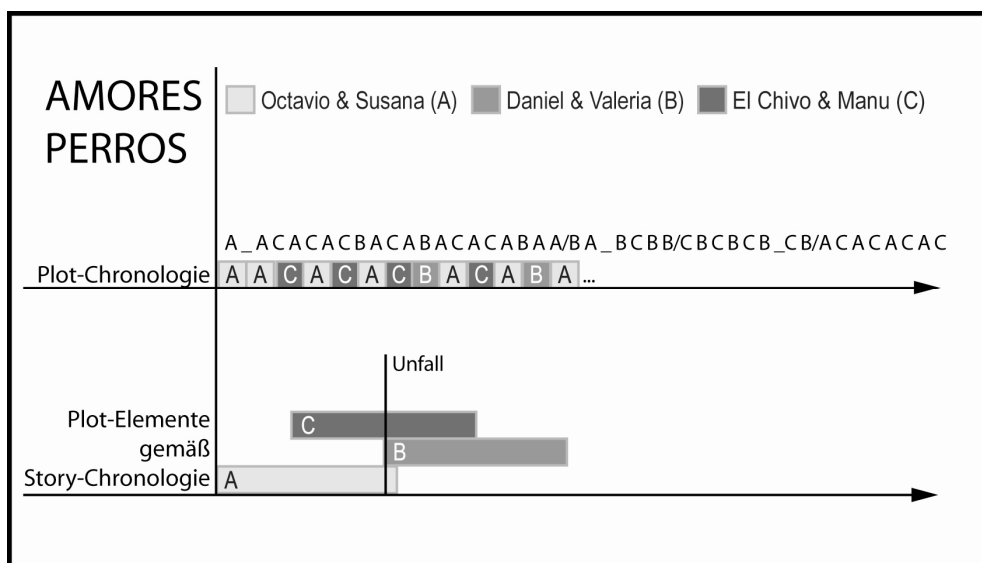 AMORES
PERROS
Octavio & Susana (A) Daniel & Valeria (B) El Chivo & Manu (C)
A_ACACACBACABACACABAA/BA_BCBB/CBCBCB_CB/ACACACAC
Plot-Chronologie A A C A C A C B A C A B A ...
Unfall
Plot-Elemente C
gemäß B
Story-Chronologie A